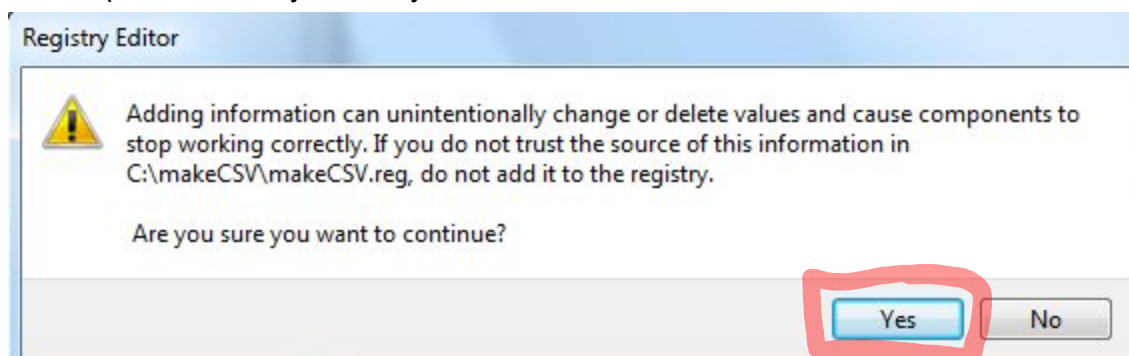 Registry Editor
Adding information can unintentionally change or delete values and cause components to
stop working correctly. If you do not trust the source of this information in
C:\makeCSV\makeCSV.reg, do not add it to the registry.
Are you sure you want to continue?
Yes No